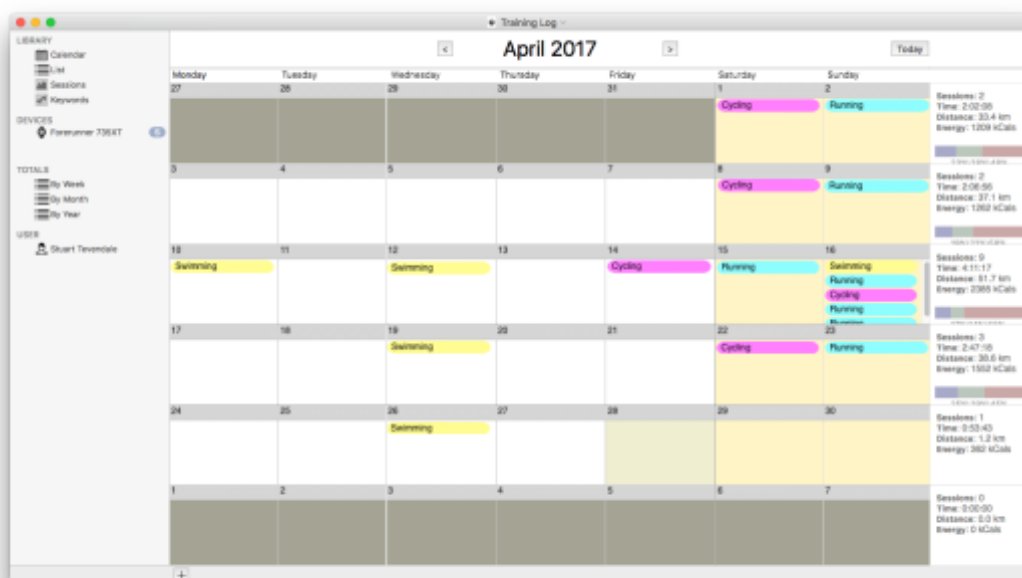 Training Log
LIBRARY
Calendar
List
Sessions
Keywords
DEVICES
Forerunner 735XT 6
TOTALS
By Week
By Month
By Year
USER
Stuart Tevendale
< April 2017 > Today
Monday Tuesday Wednesday Thursday Friday Saturday Sunday
27 28 29 30 31 1 2
Cycling Running
Sessions: 2
Time: 2:02:08
Distance: 33.4 km
Energy: 1209 kCals
3 4 5 6 7 8 9
Cycling Running
Sessions: 2
Time: 2:06:56
Distance: 37.1 km
Energy: 1262 kCals
10 11 12 13 14 15 16
Swimming Swimming Cycling Running Swimming
Running
Cycling
Running
Running
Sessions: 9
Time: 4:11:17
Distance: 51.7 km
Energy: 2385 kCals
17 18 19 20 21 22 23
Swimming Cycling Running
Sessions: 3
Time: 2:47:18
Distance: 38.6 km
Energy: 1552 kCals
24 25 26 27 28 29 30
Swimming
Sessions: 1
Time: 0:53:43
Distance: 1.2 km
Energy: 362 kCals
1 2 3 4 5 6 7
Sessions: 0
Time: 0:00:00
Distance: 0.0 km
Energy: 0 kCals
+